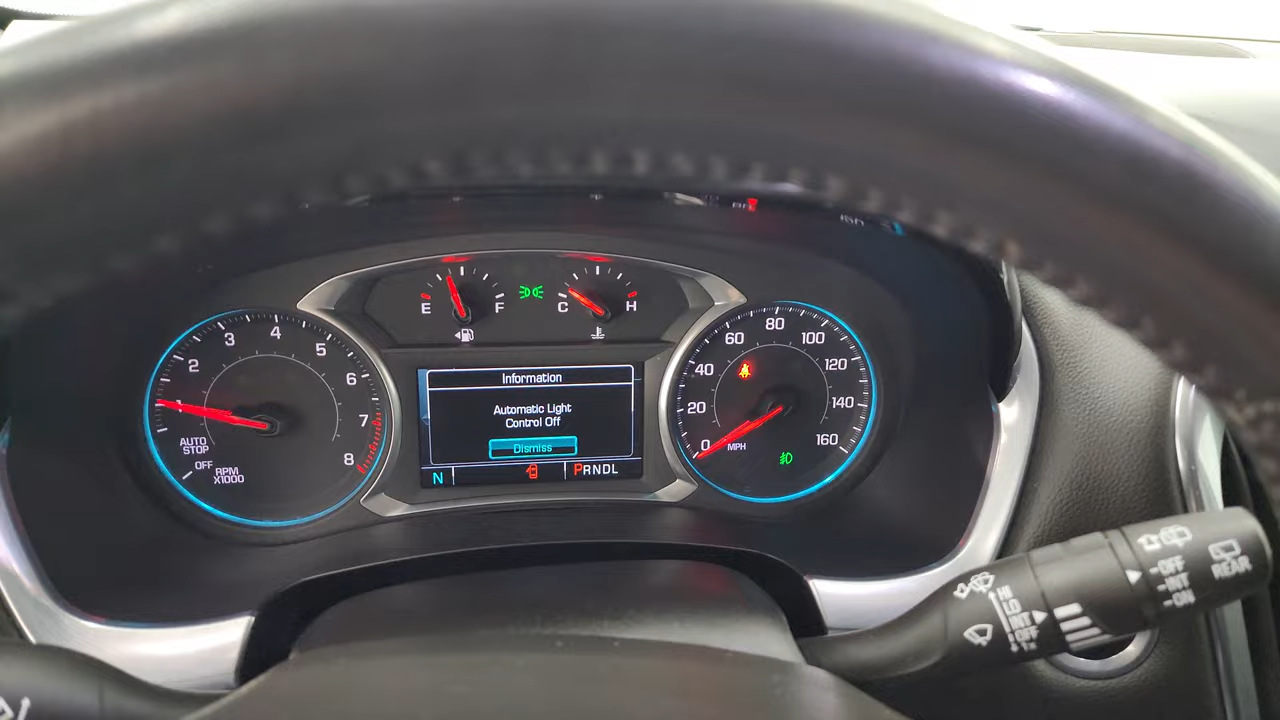 E F
C H
1
2
3
4
5
6
7
8
AUTO
STOP
OFF
RPM
X1000
Information
Automatic Light
Control Off
Dismiss
N
PRNDL
0
20
40
60
80
100
120
140
160
MPH
HI
LO
INT
OFF
1x
OFF
INT
ON
REAR